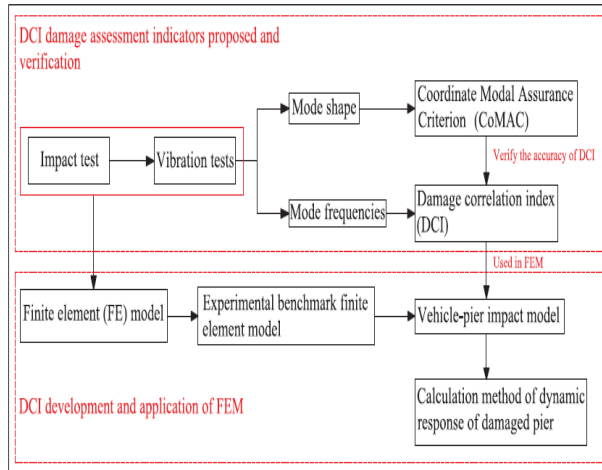 DCI damage assessment indicators proposed and
verification
Mode shape
Coordinate Modal Assurance
Criterion (CoMAC)
Impact test
Vibration tests
Verify the accuracy of DCI
Mode frequencies
Damage correlation index
(DCI)
Used in FEM
Finite element (FE) model
Experimental benchmark finite
element model
Vehicle-pier impact model
Calculation method of dynamic
response of damaged pier
DCI development and application of FEM